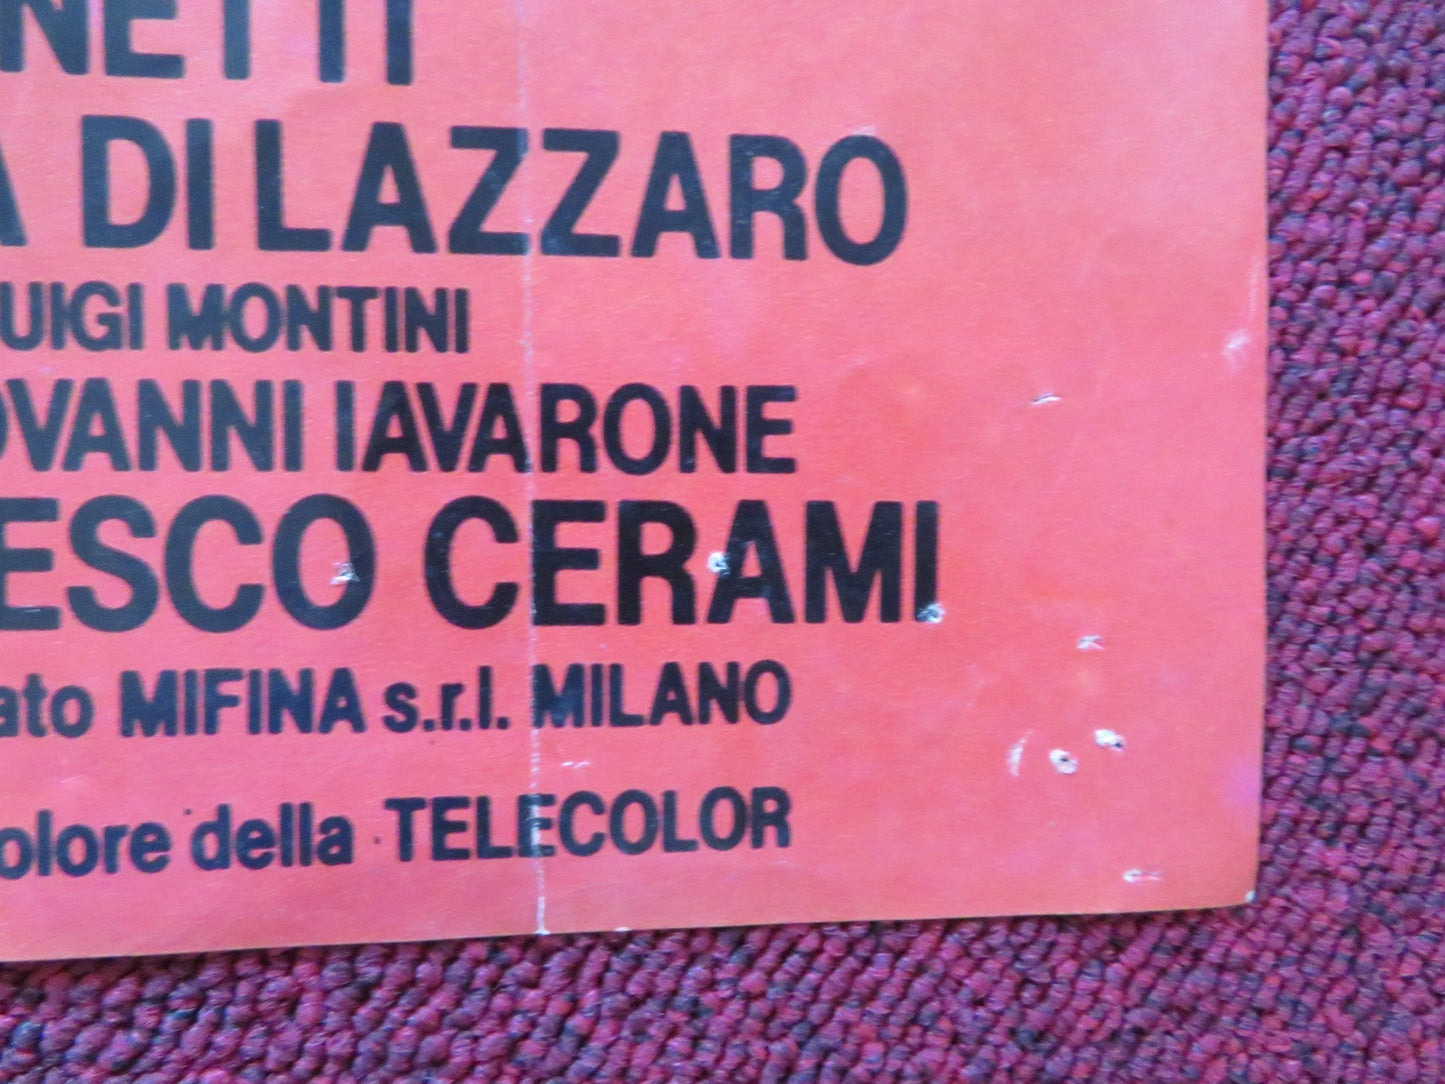 NETTI
A DI LAZZARO
UIGI MONTINI
OVANNI IAVARONE
ESCO CERAMI
ato MIFINA s.r.l. MILANO
olore della TELECOLOR